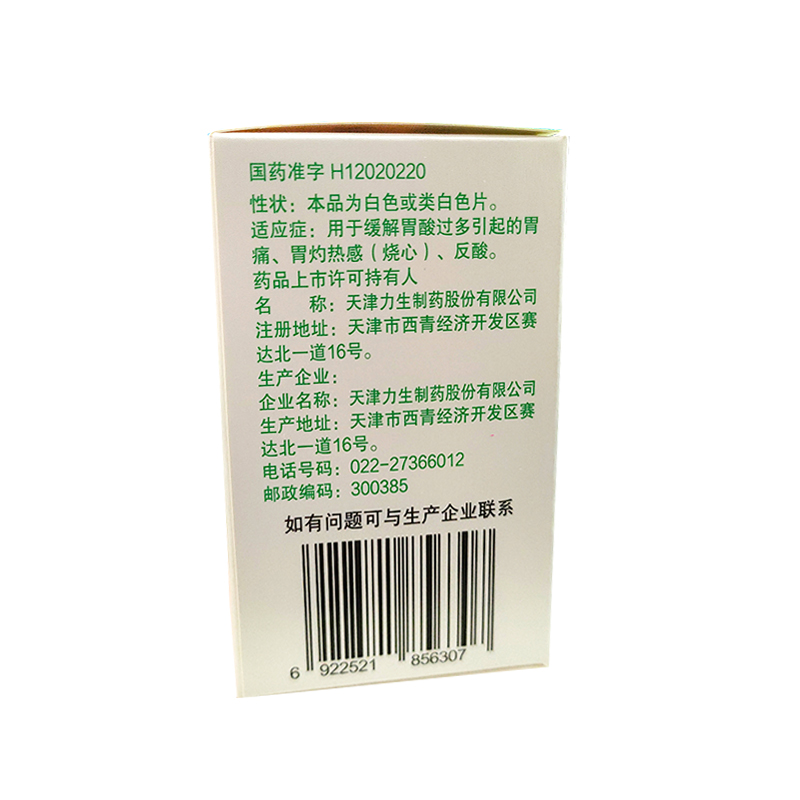 国药准字 H12020220
性状：本品为白色或类白色片。
适应症：用于缓解胃酸过多引起的胃
痛、胃灼热感（烧心）、反酸。
药品上市许可持有人
名　　称：天津力生制药股份有限公司
注册地址：天津市西青经济开发区赛
达北一道16号。
生产企业：
企业名称：天津力生制药股份有限公司
生产地址：天津市西青经济开发区赛
达北一道16号。
电话号码：022-27366012
邮政编码：300385
如有问题可与生产企业联系
6 922521 856307